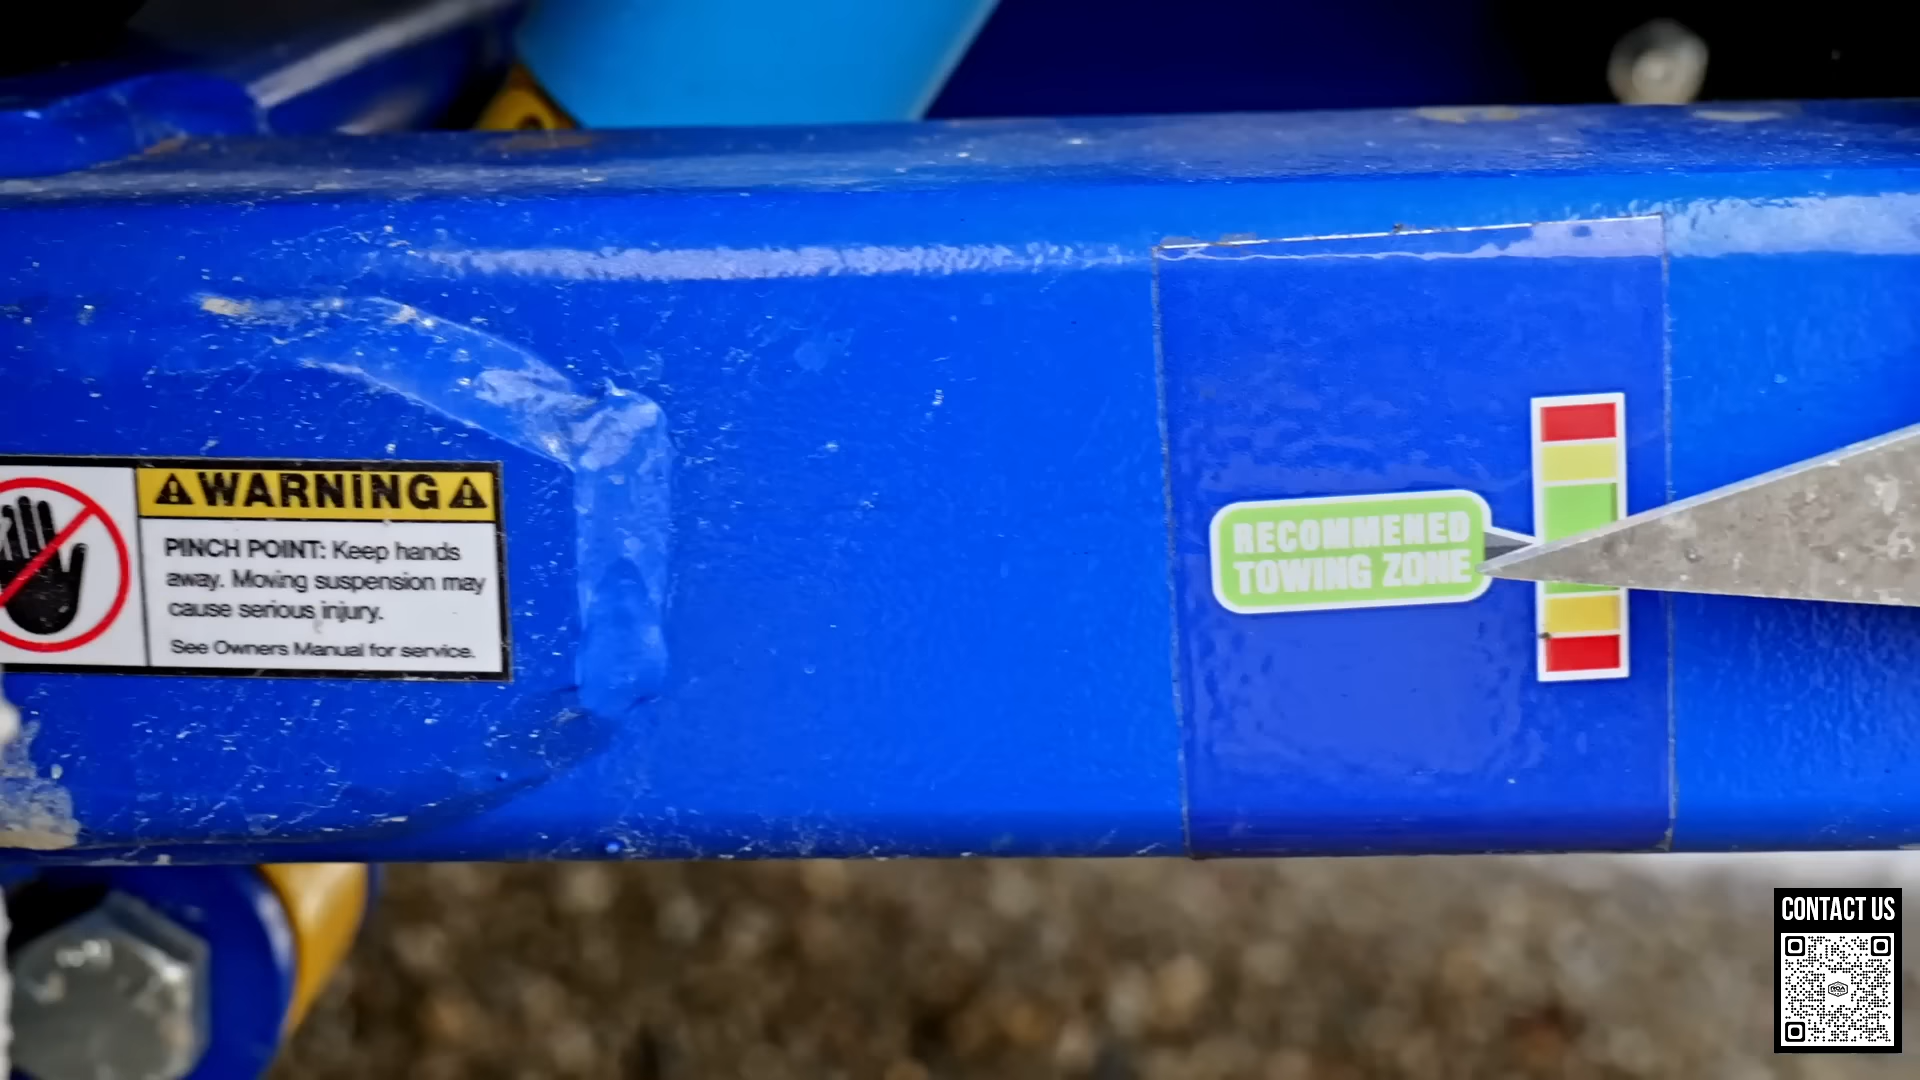 WARNING
PINCH POINT: Keep hands
away. Moving suspension may
cause serious injury.
See Owners Manual for service.
RECOMMENED
TOWING ZONE
CONTACT US